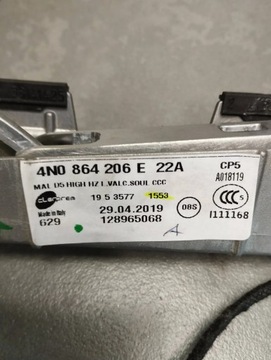 4N0 864 206 E 22A
CP5
MAL D5 HIGH HZ L.VALC.SOUL CCC
A018119
19 5 3577 1553
29.04.2019
08S
Made in Italy
629
128965068
I111168
A